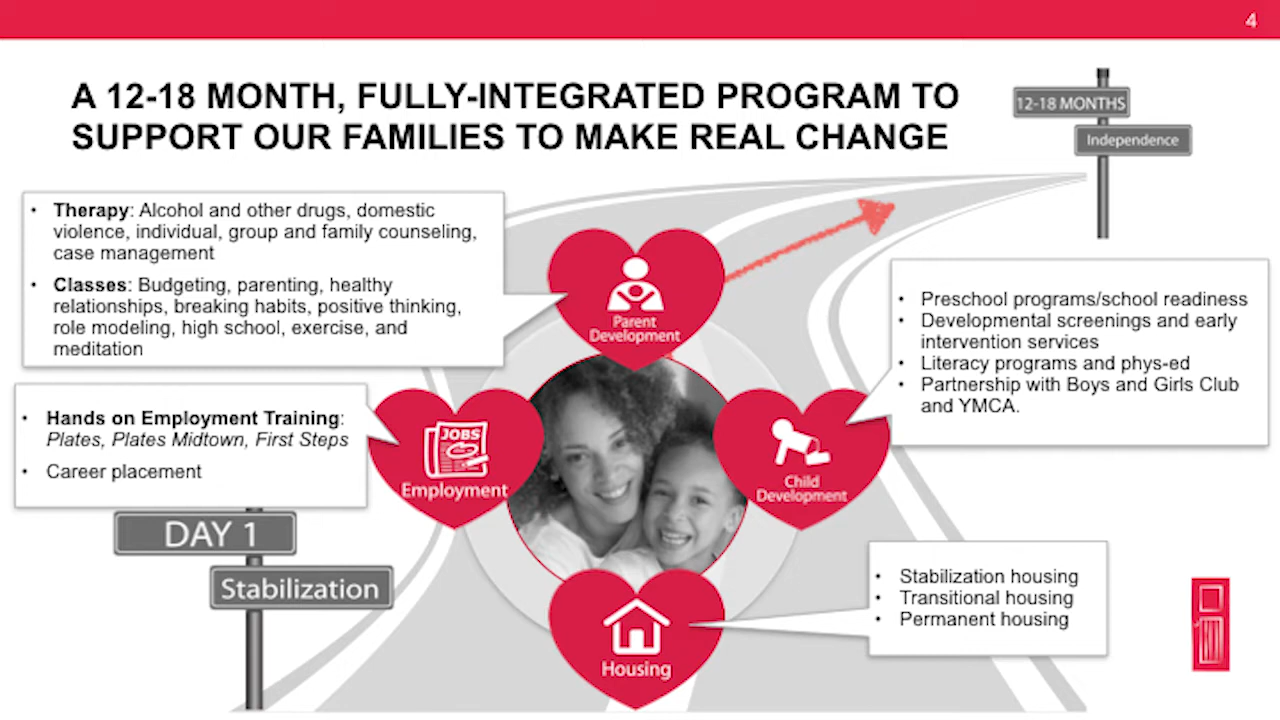 4
A 12-18 MONTH, FULLY-INTEGRATED PROGRAM TO
SUPPORT OUR FAMILIES TO MAKE REAL CHANGE
12-18 MONTHS
Independence
• Therapy: Alcohol and other drugs, domestic
violence, individual, group and family counseling,
case management
• Classes: Budgeting, parenting, healthy
relationships, breaking habits, positive thinking,
role modeling, high school, exercise, and
meditation
Parent
Development
• Preschool programs/school readiness
• Developmental screenings and early
intervention services
• Literacy programs and phys-ed
• Partnership with Boys and Girls Club
and YMCA.
• Hands on Employment Training:
Plates, Plates Midtown, First Steps
• Career placement
JOBS
Employment
Child
Development
DAY 1
Stabilization
• Stabilization housing
• Transitional housing
• Permanent housing
Housing